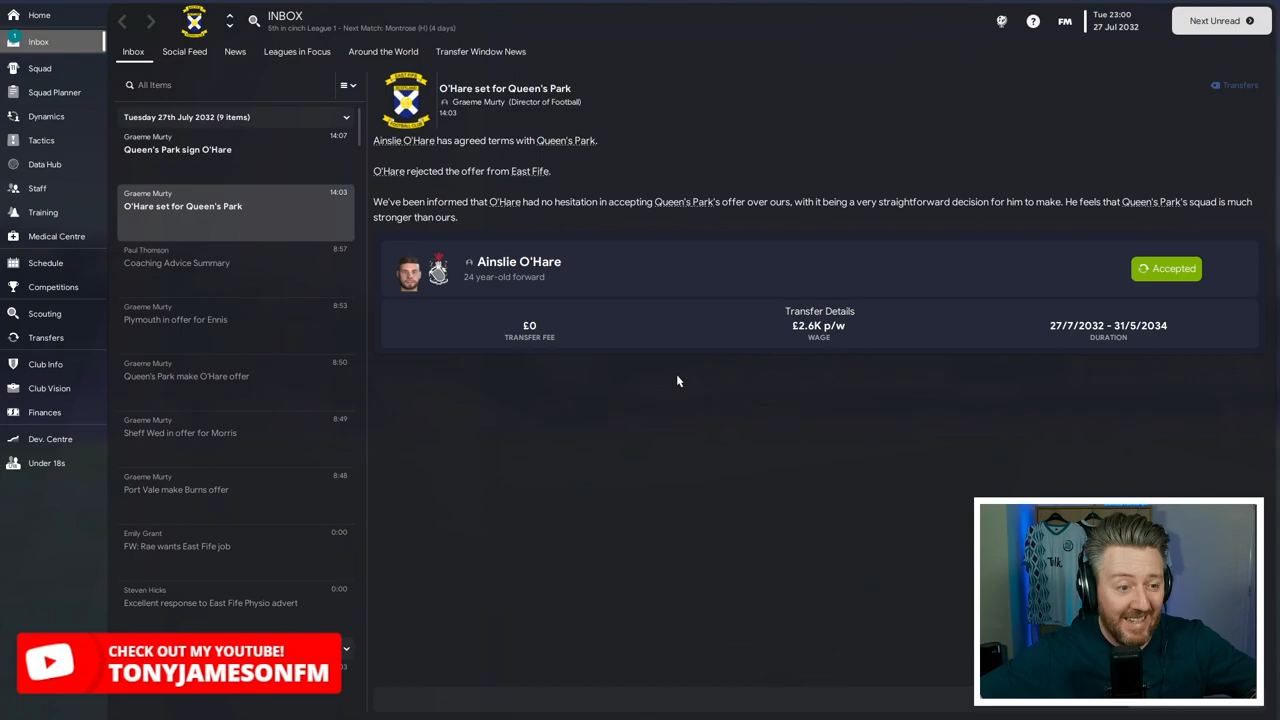 Home
1
Inbox
Squad
Squad Planner
Dynamics
Tactics
Data Hub
Staff
Training
Medical Centre
Schedule
Competitions
Scouting
Transfers
Club Info
Club Vision
Finances
Dev. Centre
Under 18s
INBOX
5th in cinch League 1 - Next Match: Montrose (H) (4 days)
FM
Tue 23:00
27 Jul 2032
Next Unread
Inbox
Social Feed
News
Leagues in Focus
Around the World
Transfer Window News
All Items
Tuesday 27th July 2032 (9 items)
Graeme Murty 14:07
Queen's Park sign O'Hare
Graeme Murty 14:03
O'Hare set for Queen's Park
Paul Thomson 8:57
Coaching Advice Summary
Graeme Murty 8:53
Plymouth in offer for Ennis
Graeme Murty 8:50
Queen's Park make O'Hare offer
Graeme Murty 8:49
Sheff Wed in offer for Morris
Graeme Murty 8:48
Port Vale make Burns offer
Emily Grant 0:00
FW: Rae wants East Fife job
Steven Hicks 0:00
Excellent response to East Fife Physio advert
EAST FIFE
SCOTLAND
FOOTBALL CLUB
O'Hare set for Queen's Park
Graeme Murty (Director of Football)
14:03
Transfers
Ainslie O'Hare has agreed terms with Queen's Park.
O'Hare rejected the offer from East Fife.
We've been informed that O'Hare had no hesitation in accepting Queen's Park's offer over ours, with it being a very straightforward decision for him to make. He feels that Queen's Park's squad is much
stronger than ours.
Ainslie O'Hare
24 year-old forward
Accepted
Transfer Details
£0
TRANSFER FEE
£2.6K p/w
WAGE
27/7/2032 - 31/5/2034
DURATION
CHECK OUT MY YOUTUBE!
TONYJAMESONFM
Talk.